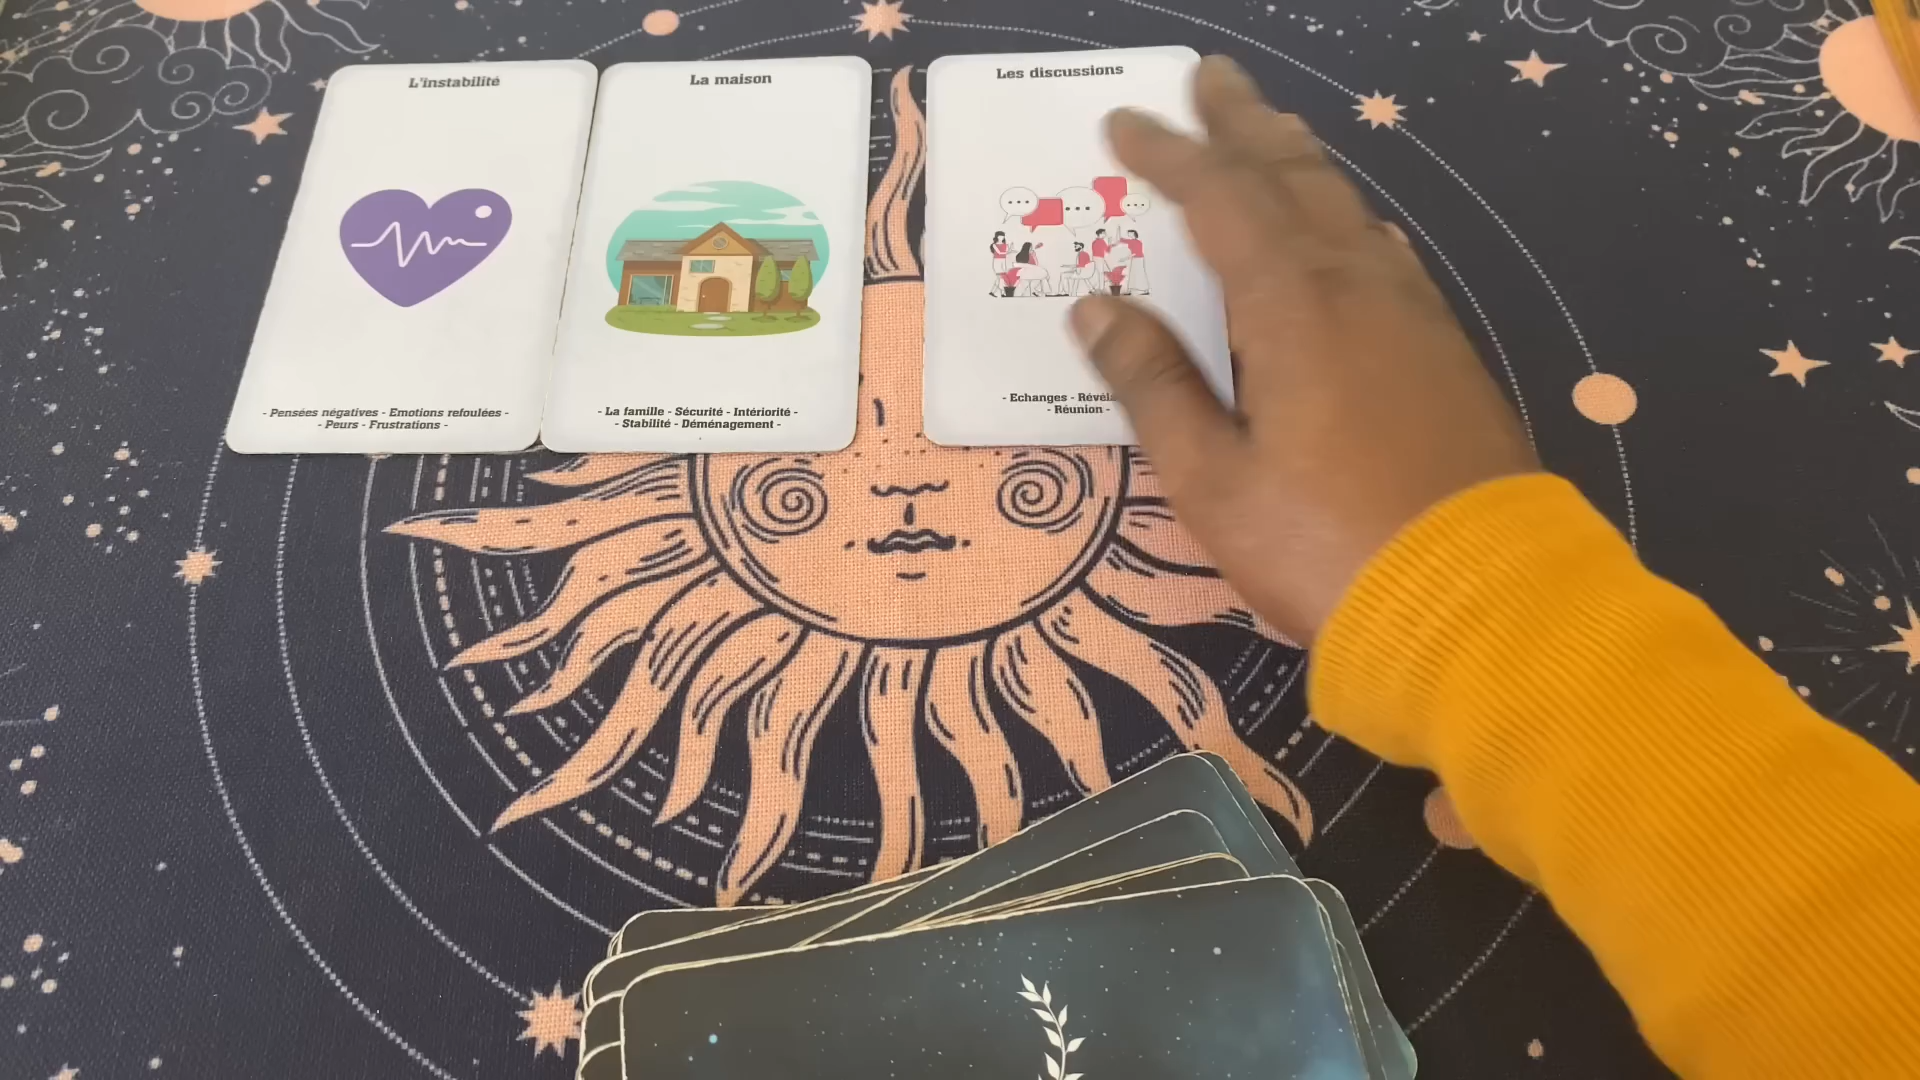 L'instabilité
- Pensées négatives - Emotions refoulées -
- Peurs - Frustrations -
La maison
- La famille - Sécurité - Intériorité -
- Stabilité - Déménagement -
Les discussions
- Echanges -
- Réunion -